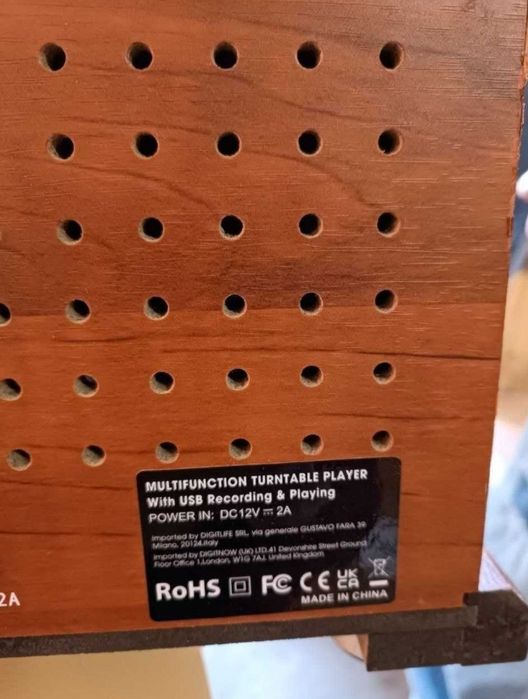 MULTIFUNCTION TURNTABLE PLAYER
With USB Recording & Playing
POWER IN: DC12V ⎓ 2A
Imported by DIGITLIFE SRL, via generale GUSTAVO FARA 39
Milano, 20124,Italy
Imported by DIGITNOW (UK) LTD.41 Devonshire Street Ground
Floor Office 1,London, W1G 7AJ, United Kingdom
RoHS FC CE UK CA
MADE IN CHINA
2A